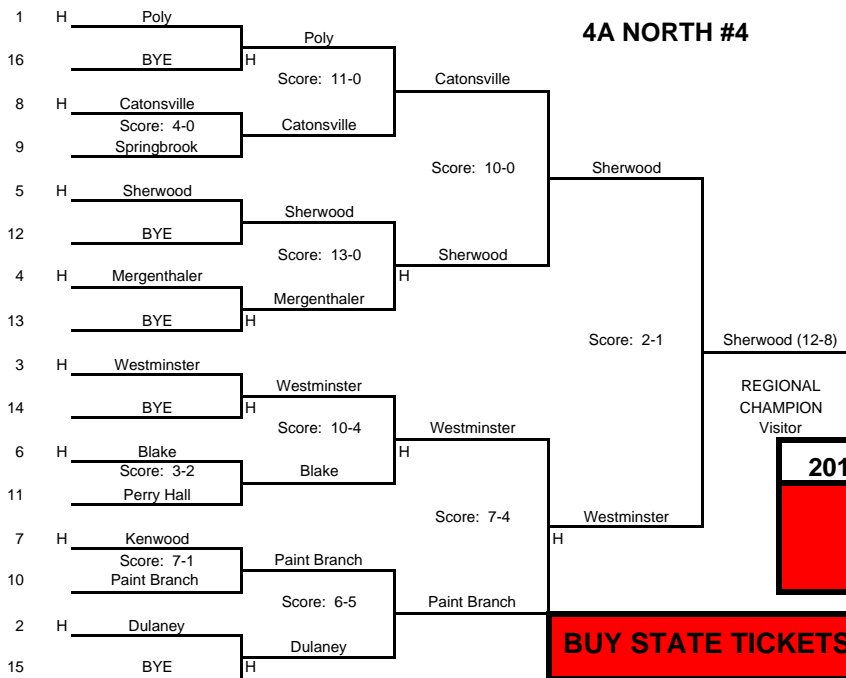 4A NORTH #4
1 H Poly
Poly
16 BYE H
Score: 11-0 Catonsville
8 H Catonsville
Score: 4-0 Catonsville
9 Springbrook
Score: 10-0 Sherwood
5 H Sherwood
Sherwood
12 BYE
Score: 13-0 Sherwood
4 H Mergenthaler H
Mergenthaler
13 BYE H
Score: 2-1 Sherwood (12-8)
3 H Westminster
Westminster
REGIONAL
CHAMPION
Visitor
14 BYE H
Score: 10-4 Westminster
6 H Blake H
Score: 3-2 Blake
11 Perry Hall
Score: 7-4 Westminster
7 H Kenwood H
Score: 7-1 Paint Branch
10 Paint Branch
Score: 6-5 Paint Branch
2 H Dulaney
Dulaney
15 BYE H
201
BUY STATE TICKETS